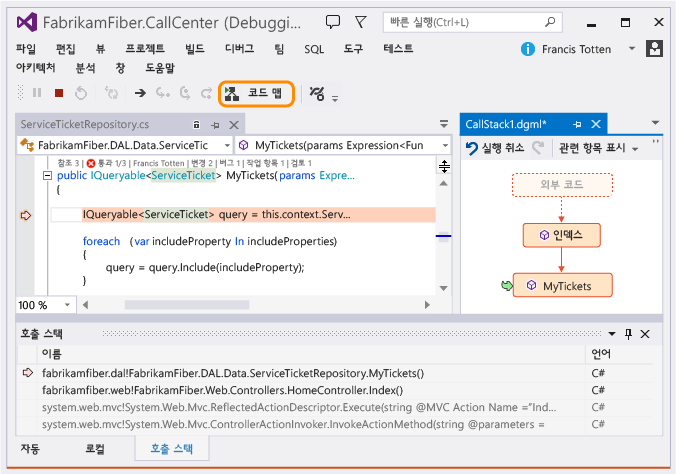 FabrikamFiber.CallCenter (Debuggi...
빠른 실행(Ctrl+L)
파일 편집 뷰 프로젝트 빌드 디버그 팀 SQL 도구 테스트
Francis Totten
아키텍처 분석 창 도움말
코드 맵
ServiceTicketRepository.cs
CallStack1.dgml*
FabrikamFiber.DAL.Data.ServiceTic
MyTickets(params Expression<Fun
실행 취소
관련 항목 표시
참조 3 | 통과 1/3 | Francis Totten | 변경 2 | 버그 1 | 작업 항목 1 | 검토 1
public IQueryable<ServiceTicket> MyTickets( params Expre...
{
IQueryable<ServiceTicket> query = this.context.Serv...
foreach (var includeProperty In includeProperties)
{
query = query.Include(includeProperty);
}
외부 코드
인덱스
MyTickets
100 %
호출 스택
이름 언어
fabrikamfiber.dal!FabrikamFiber.DAL.Data.ServiceTicketRepository.MyTickets() C#
fabrikamfiber.web!FabrikamFiber.Web.Controllers.HomeController.Index() C#
system.web.mvc!System.Web.Mvc.ReflectedActionDescriptor.Execute(string @MVC Action Name ="Ind... C#
system.web.mvc!System.Web.Mvc.ControllerActionInvoker.InvokeActionMethod(string @parameters = C#
자동 로컬 호출 스택